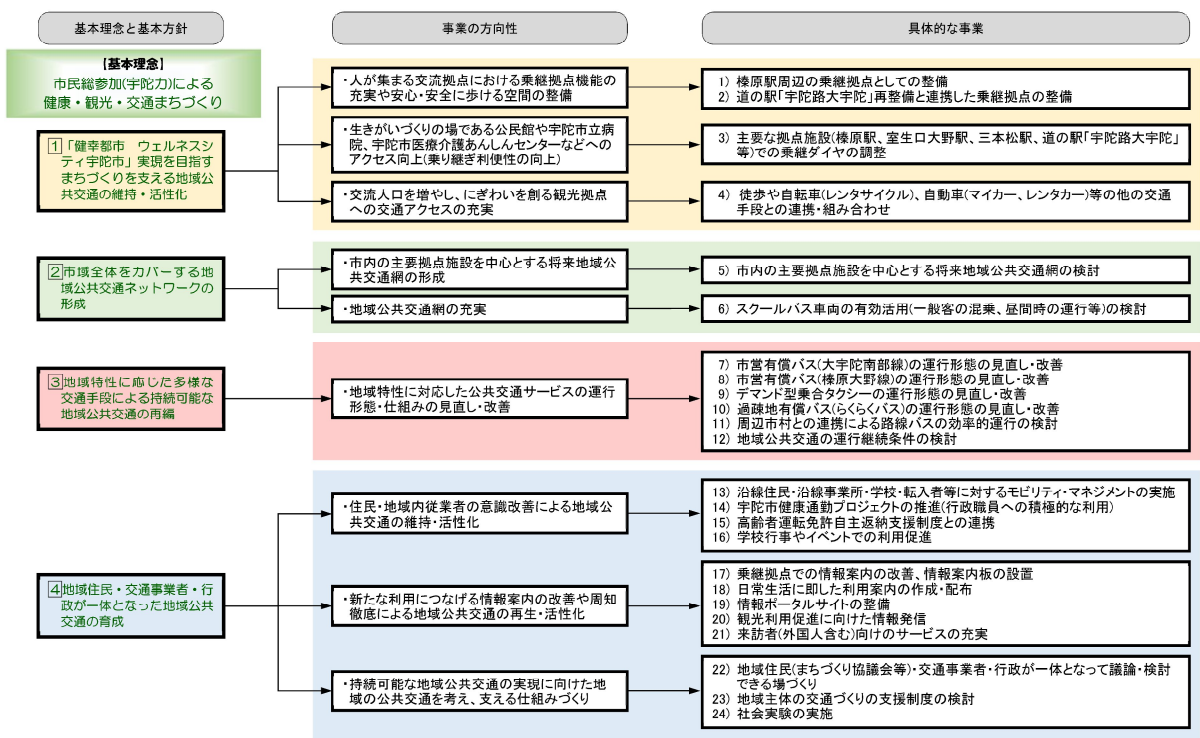 基本理念と基本方針
事業の方向性
具体的な事業
【基本理念】
市民総参加(宇陀力)による
健康・観光・交通まちづくり
1「健幸都市　ウェルネスシ
ティ宇陀市」実現を目指す
まちづくりを支える地域公
共交通の維持・活性化
・人が集まる交流拠点における乗継拠点機能の
充実や安心・安全に歩ける空間の整備
1) 榛原駅周辺の乗継拠点としての整備
2) 道の駅「宇陀路大宇陀」再整備と連携した乗継拠点の整備
・生きがいづくりの場である公民館や宇陀市立病
院、宇陀市医療介護あんしんセンターなどへの
アクセス向上(乗り継ぎ利便性の向上)
3) 主要な拠点施設(榛原駅、室生口大野駅、三本松駅、道の駅「宇陀路大宇陀」
等)での乗継ダイヤの調整
・交流人口を増やし、にぎわいを創る観光拠点
への交通アクセスの充実
4) 徒歩や自転車(レンタサイクル)、自動車(マイカー、レンタカー)等の他の交通
手段との連携・組み合わせ
2市域全体をカバーする地
域公共交通ネットワークの
形成
・市内の主要拠点施設を中心とする将来地域公
共交通網の形成
5) 市内の主要拠点施設を中心とする将来地域公共交通網の検討
・地域公共交通網の充実
6) スクールバス車両の有効活用(一般客の混乗、昼間時の運行等)の検討
3地域特性に応じた多様な
交通手段による持続可能な
地域公共交通の再編
・地域特性に対応した公共交通サービスの運行
形態・仕組みの見直し・改善
7) 市営有償バス(大宇陀南部線)の運行形態の見直し・改善
8) 市営有償バス(榛原大野線)の運行形態の見直し・改善
9) デマンド型乗合タクシーの運行形態の見直し・改善
10) 過疎地有償バス(らくらくバス)の運行形態の見直し・改善
11) 周辺市村との連携による路線バスの効率的運行の検討
12) 地域公共交通の運行継続条件の検討
4地域住民・交通事業者・行
政が一体となった地域公共
交通の育成
・住民・地域内従業者の意識改善による地域公
共交通の維持・活性化
13) 沿線住民・沿線事業所・学校・転入者等に対するモビリティ・マネジメントの実施
14) 宇陀市健康通勤プロジェクトの推進(行政職員への積極的な利用)
15) 高齢者運転免許自主返納支援制度との連携
16) 学校行事やイベントでの利用促進
・新たな利用につなげる情報案内の改善や周知
徹底による地域公共交通の再生・活性化
17) 乗継拠点での情報案内の改善、情報案内板の設置
18) 日常生活に即した利用案内の作成・配布
19) 情報ポータルサイトの整備
20) 観光利用促進に向けた情報発信
21) 来訪者(外国人含む)向けのサービスの充実
・持続可能な地域公共交通の実現に向けた地
域の公共交通を考え、支える仕組みづくり
22) 地域住民(まちづくり協議会等)・交通事業者・行政が一体となって議論・検討
できる場づくり
23) 地域主体の交通づくりの支援制度の検討
24) 社会実験の実施